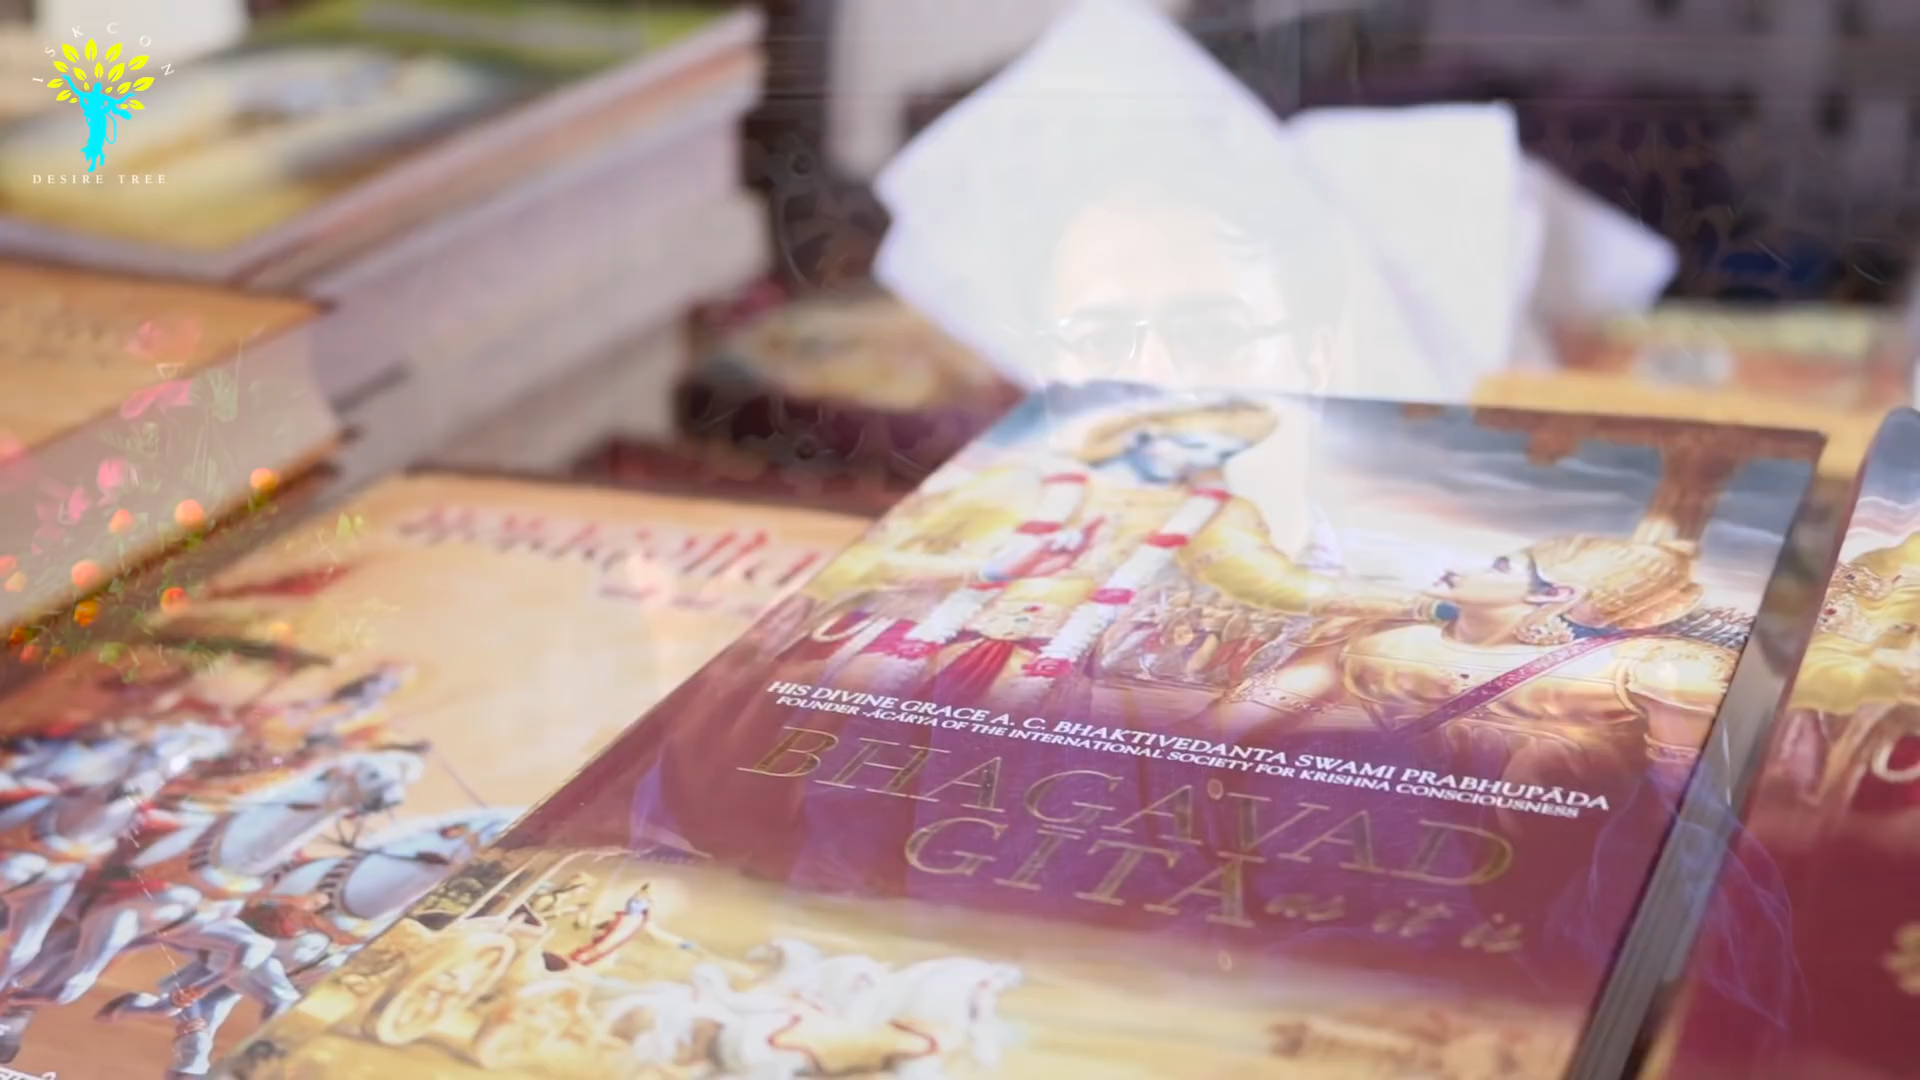 ISKCON
DESIRE TREE
HIS DIVINE GRACE A. C. BHAKTIVEDANTA SWAMI PRABHUPĀDA
FOUNDER-ĀCĀRYA OF THE INTERNATIONAL SOCIETY FOR KRISHNA CONSCIOUSNESS
BHAGAVAD
GĪTĀ as it is